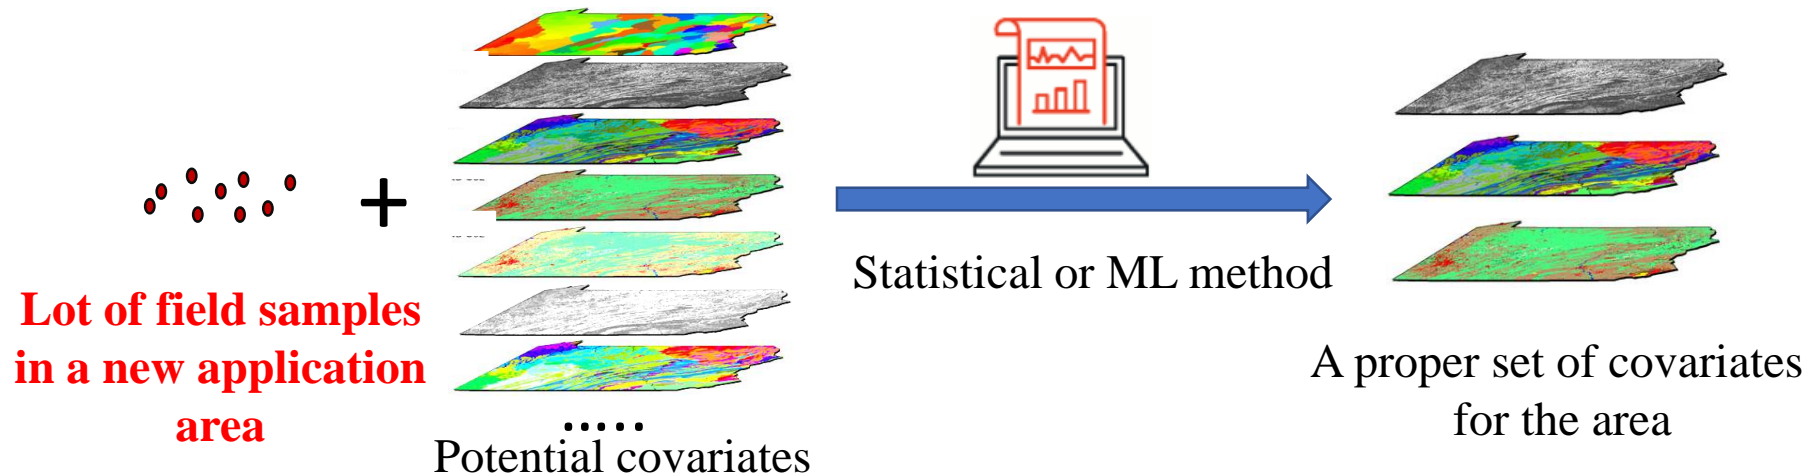 +
Lot of field samples
in a new application
area
.....
Potential covariates
Statistical or ML method
A proper set of covariates
for the area